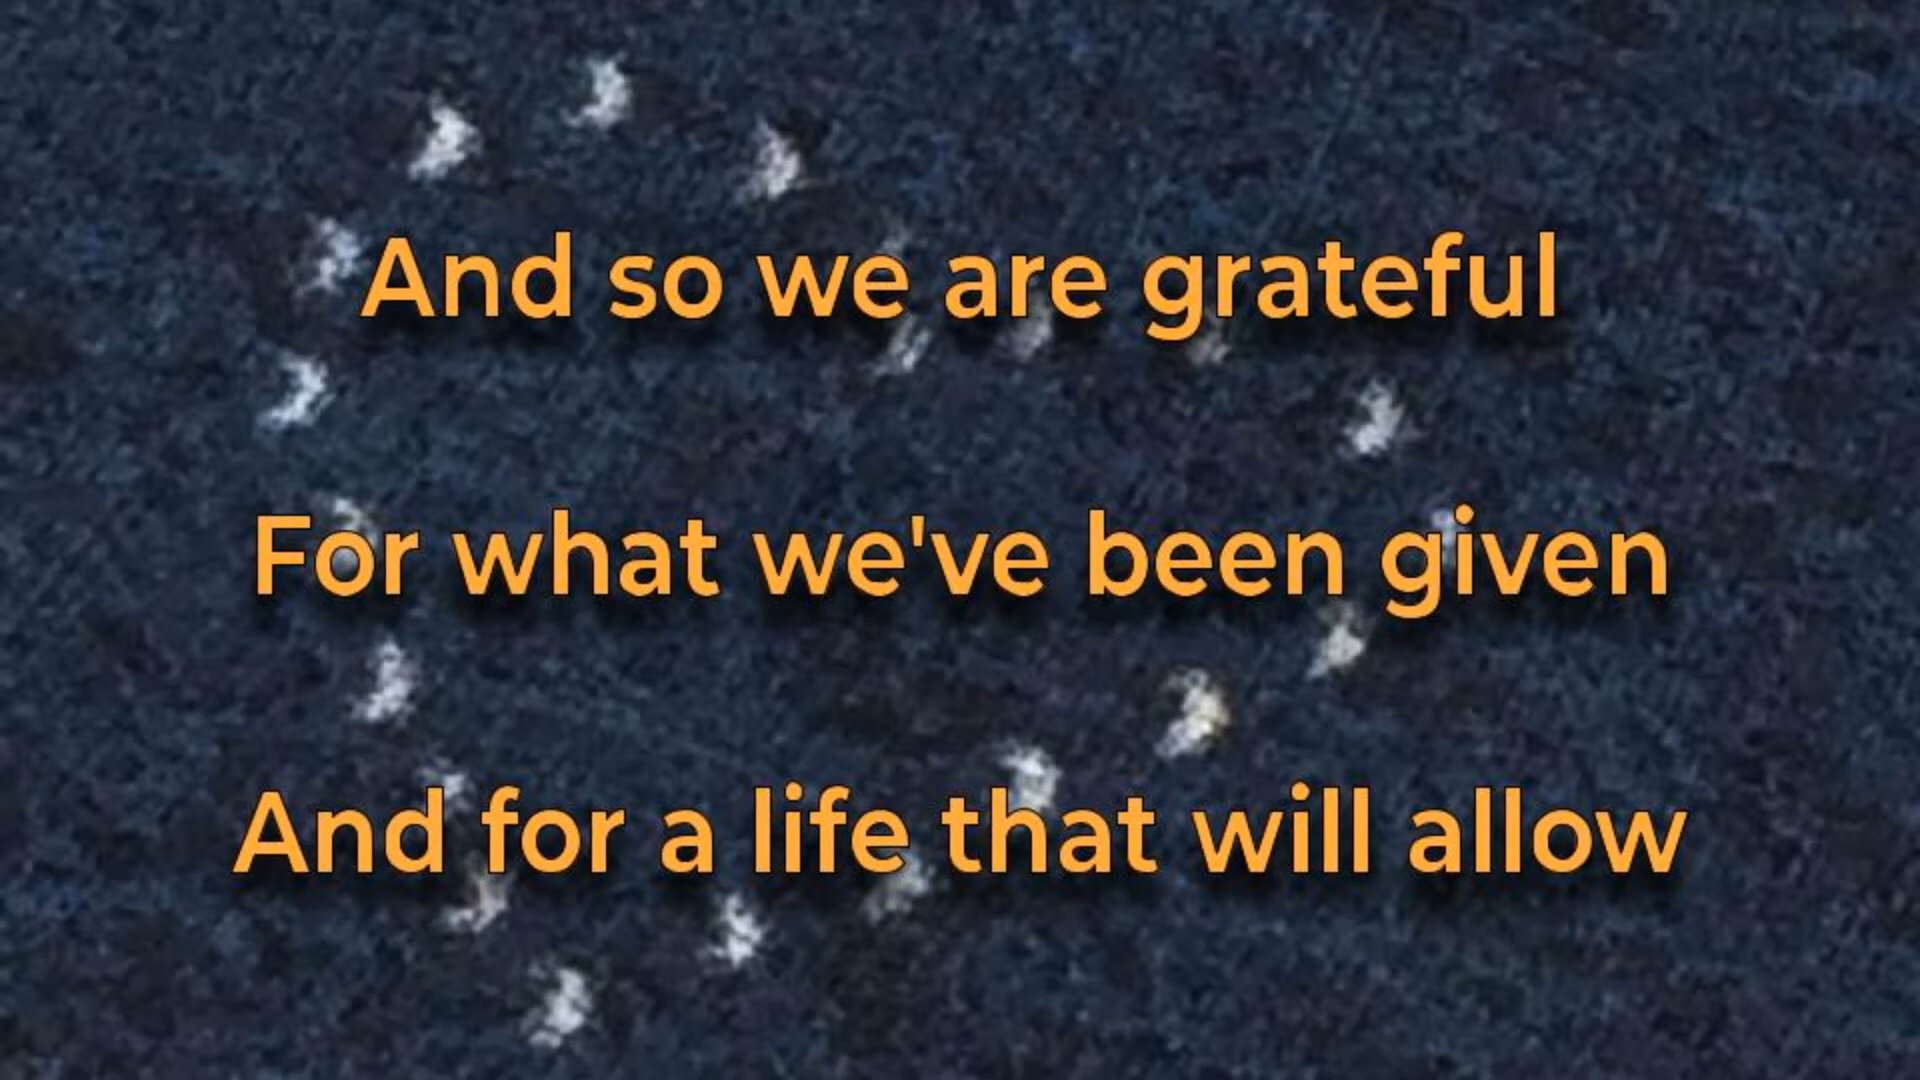 And so we are grateful
For what we've been given
And for a life that will allow